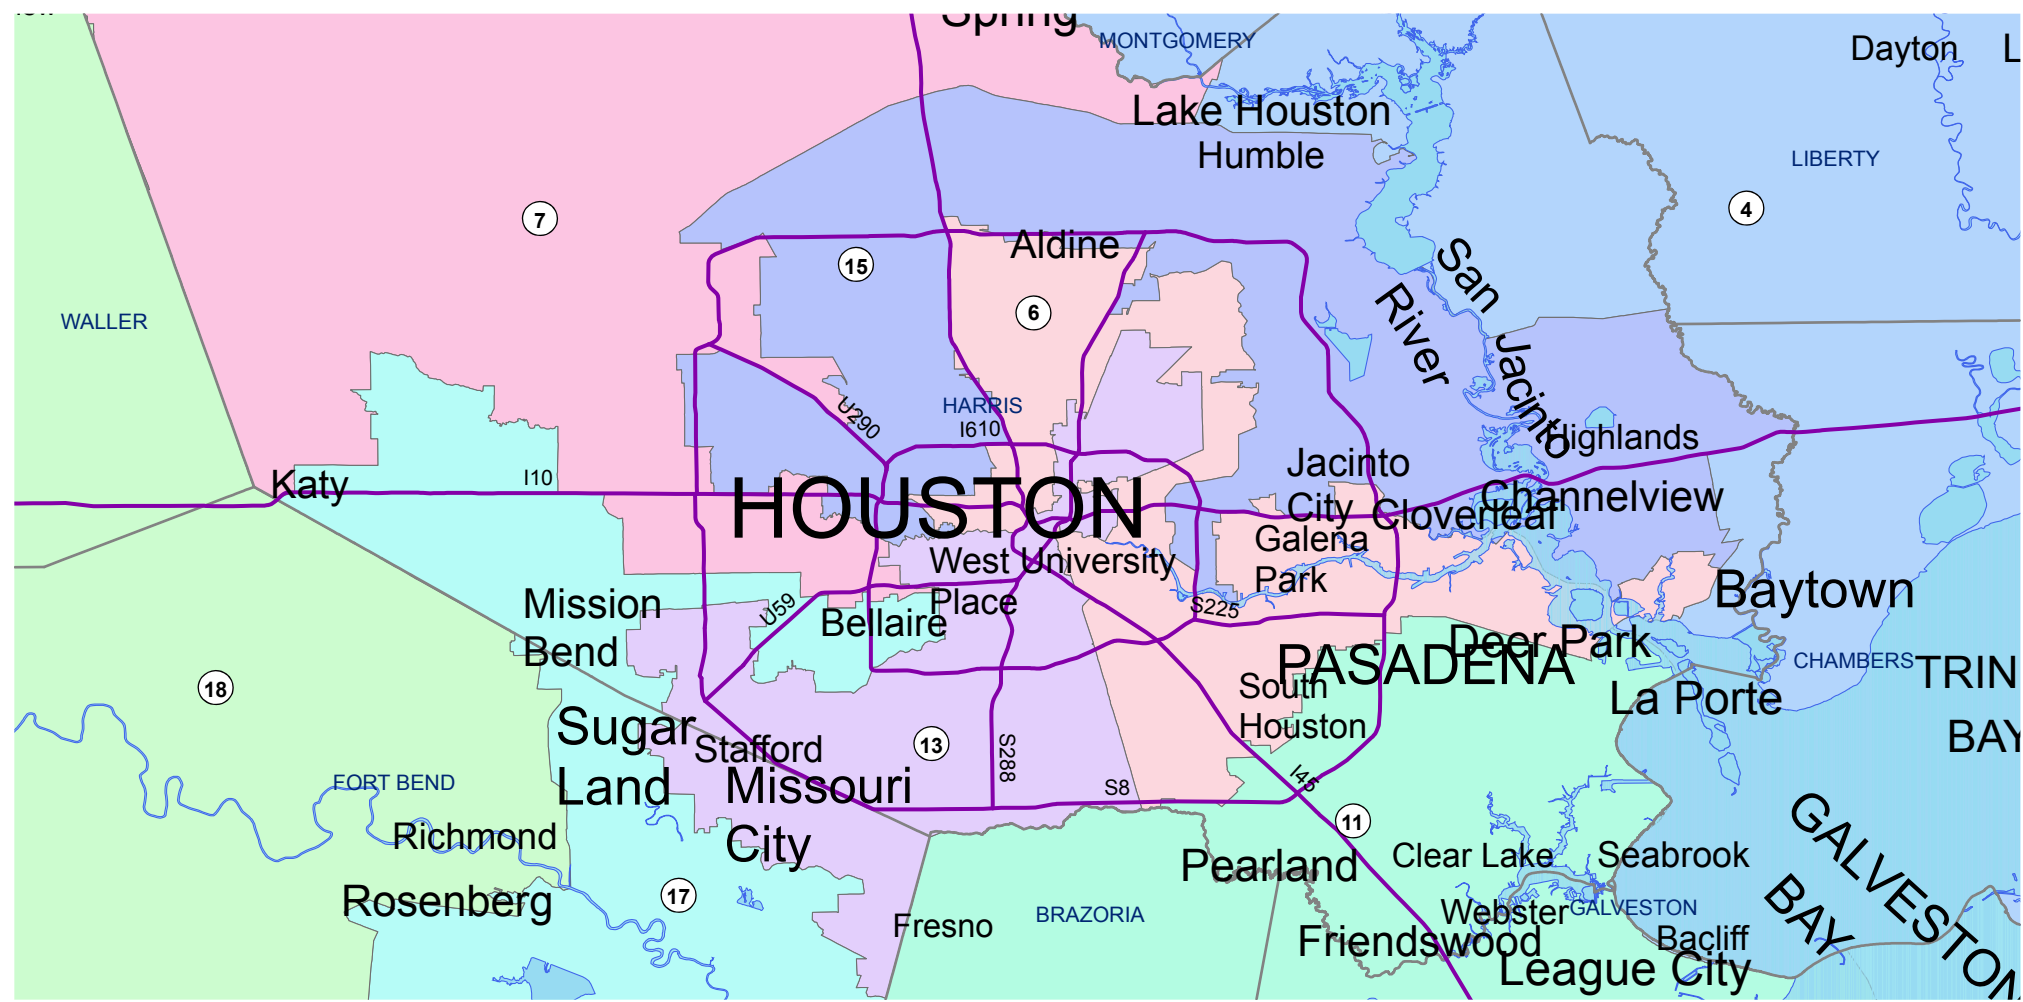 Spring
MONTGOMERY
Dayton
L
Lake Houston
Humble
LIBERTY
4
7
Aldine
15
San
Jacinto
River
6
WALLER
HARRIS
U290
I610
Highlands
Jacinto
City
Katy
I10
HOUSTON
Channelview
Cloverleaf
Galena
Park
West University
Place
Baytown
Mission
Bend
U59
Bellaire
S225
Deer Park
PASADENA
CHAMBERS
TRIN
BAY
18
South
Houston
La Porte
Sugar
Land
Stafford
13
S288
Missouri
City
S8
I45
FORT BEND
11
GALVESTON
BAY
Richmond
Pearland
Clear Lake
Seabrook
Rosenberg
17
Fresno
BRAZORIA
Webster
GALVESTON
Friendswood
Bacliff
League City